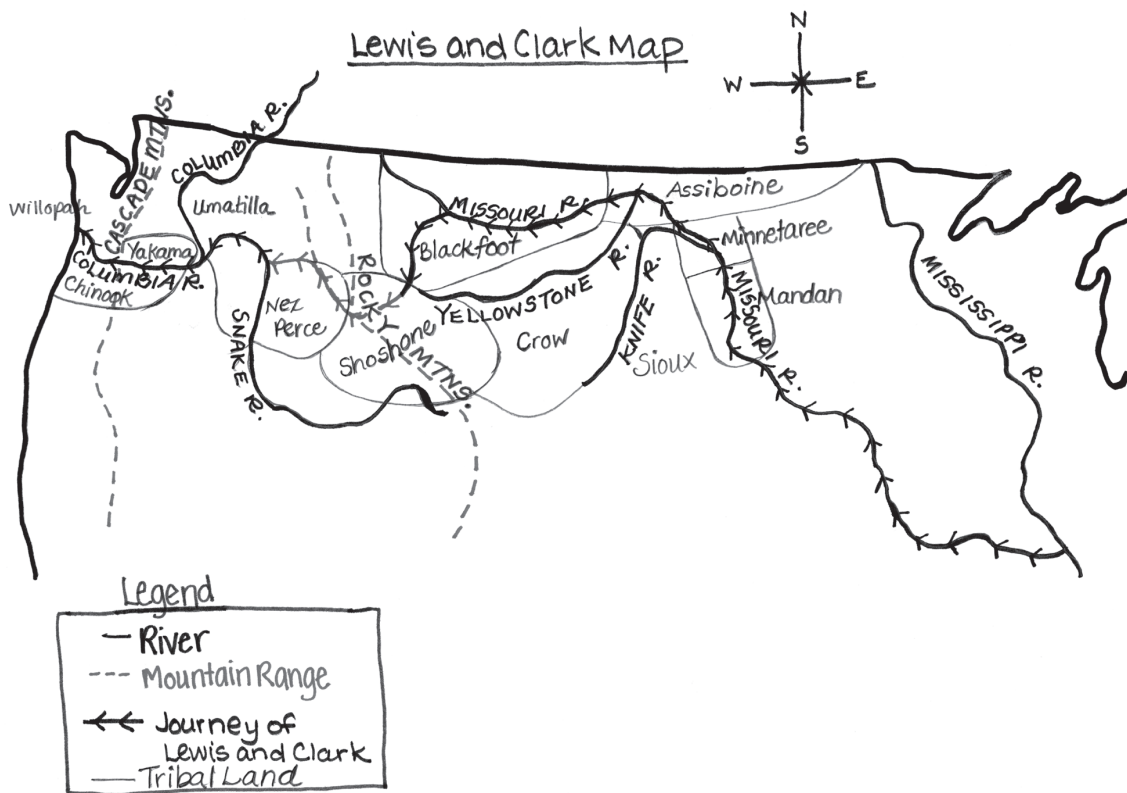 Lewis and Clark Map
N
W E
S
CASCADE MTNS.
COLUMBIA R.
Willopah
Umatilla
Yakama
COLUMBIA R.
Chinook
SNAKE R.
Nez
Perce
ROCKY MTNS.
Shoshone
MISSOURI R.
Blackfoot
YELLOWSTONE R.
Crow
KNIFE R.
Sioux
Assiboine
Minnetaree
Mandan
MISSOURI R.
MISSISSIPPI R.
Legend
River
Mountain Range
Journey of
Lewis and Clark
Tribal Land